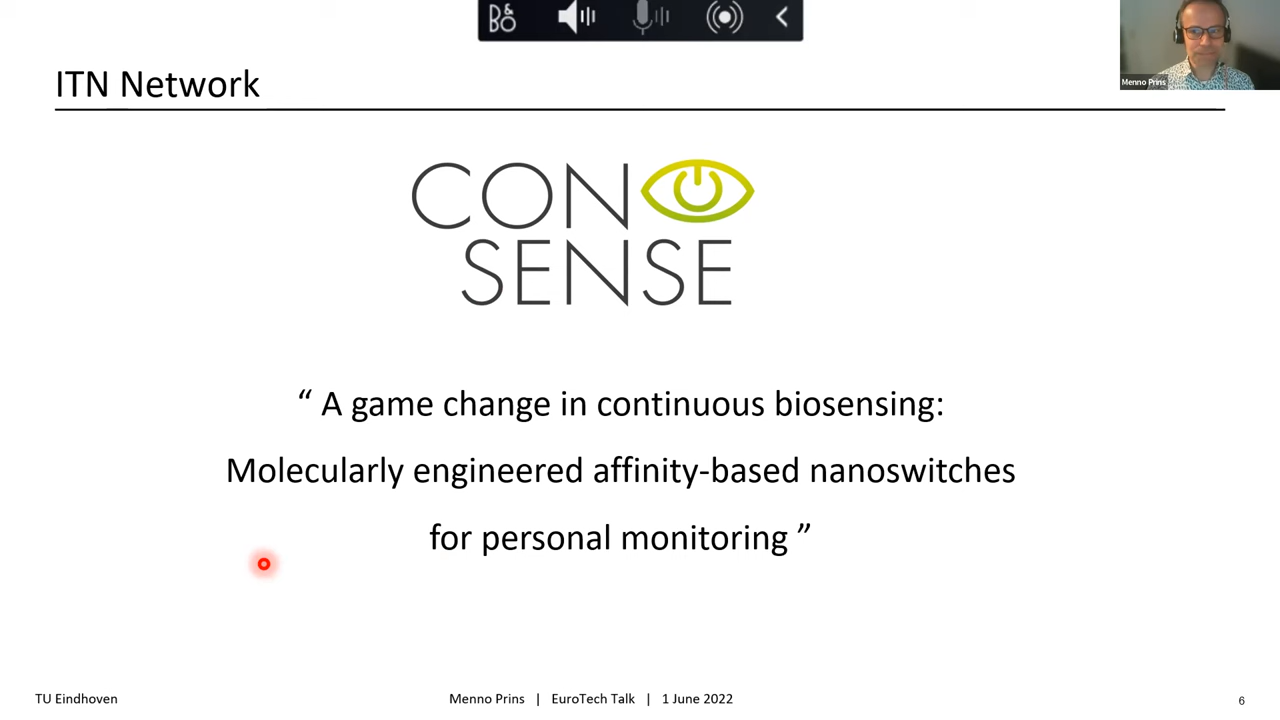 B&O
ITN Network
Menno Prins
CON
SENSE
“ A game change in continuous biosensing:
Molecularly engineered affinity-based nanoswitches
for personal monitoring ”
TU Eindhoven
Menno Prins | EuroTech Talk | 1 June 2022
6